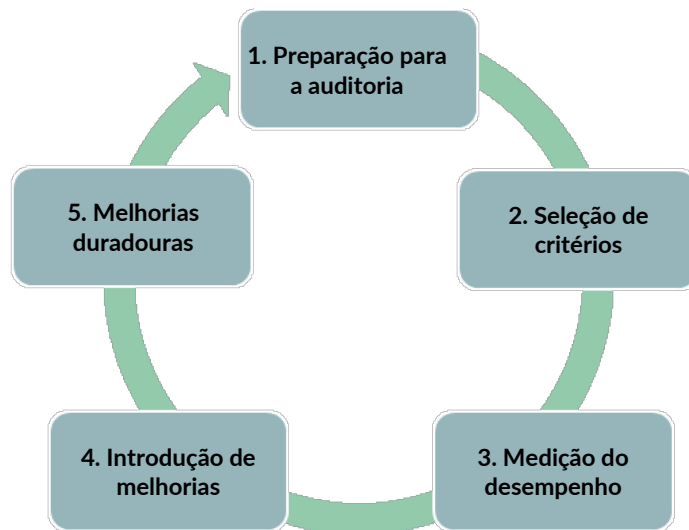 1. Preparação para
a auditoria
2. Seleção de
critérios
3. Medição do
desempenho
4. Introdução de
melhorias
5. Melhorias
duradouras